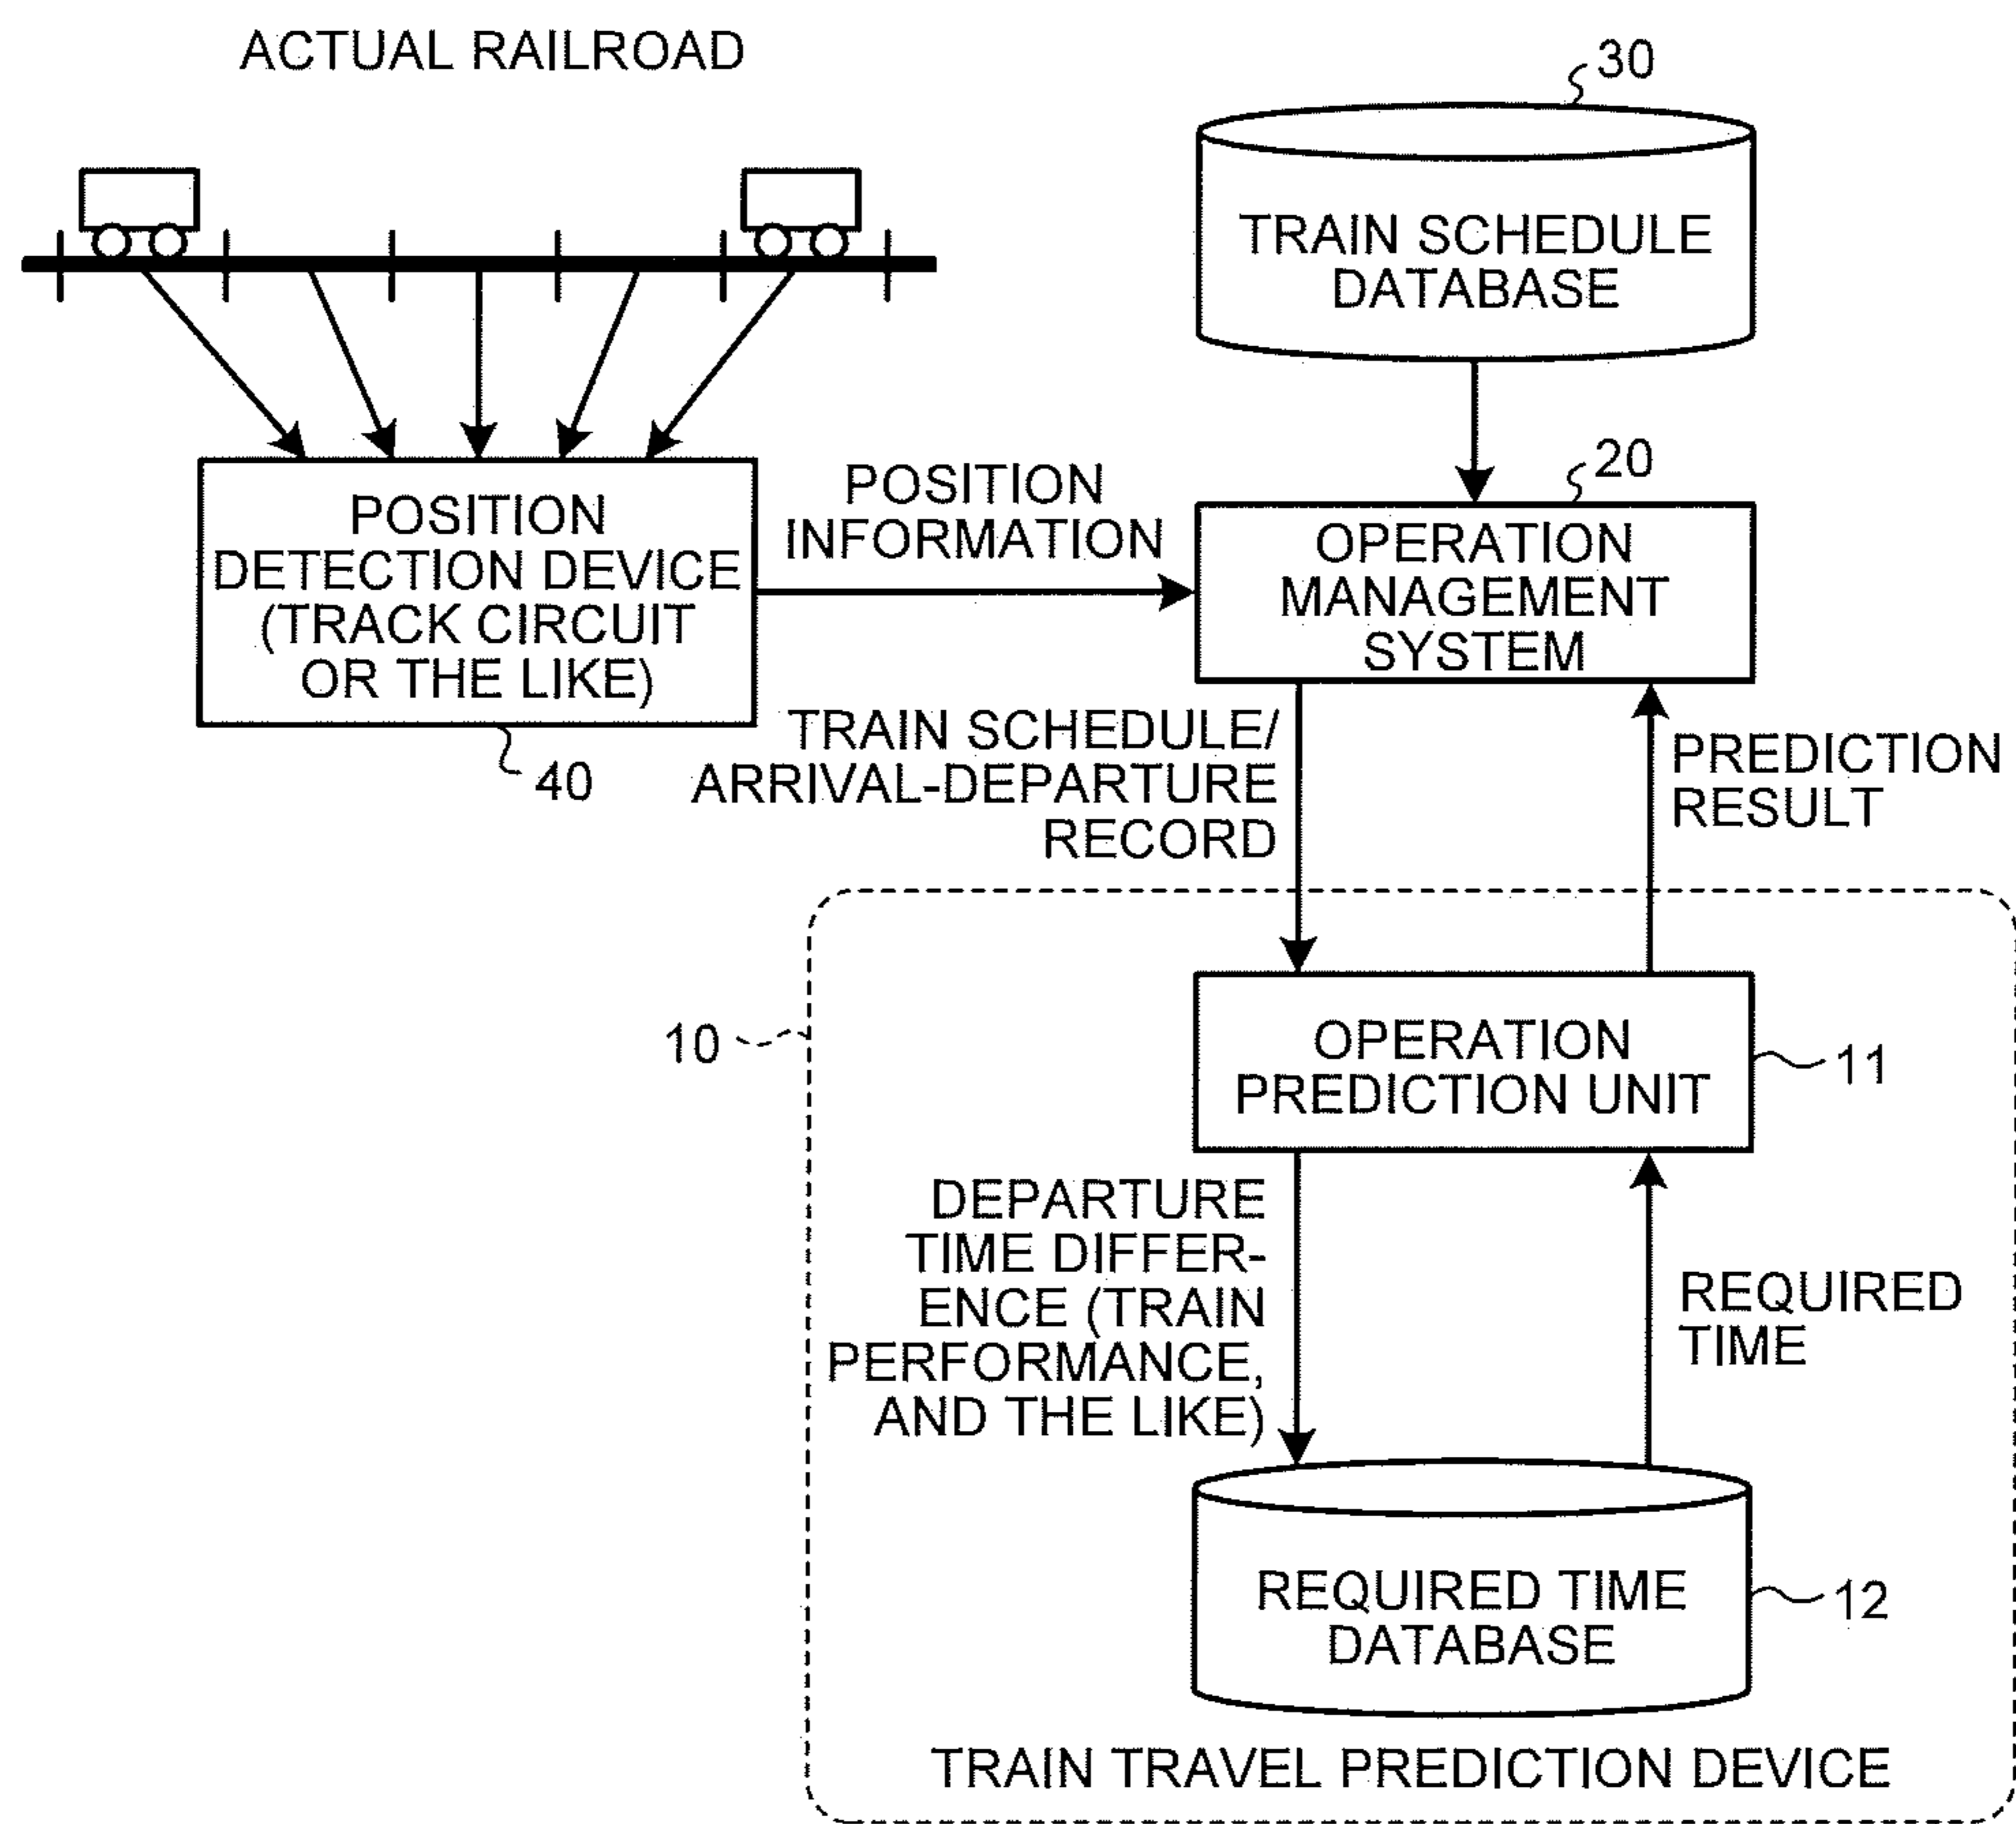 ACTUAL RAILROAD
30
TRAIN SCHEDULE
DATABASE
20
POSITION
DETECTION DEVICE
(TRACK CIRCUIT
OR THE LIKE)
40
POSITION
INFORMATION
OPERATION
MANAGEMENT
SYSTEM
TRAIN SCHEDULE/
ARRIVAL-DEPARTURE
RECORD
PREDICTION
RESULT
10
OPERATION
PREDICTION UNIT
11
DEPARTURE
TIME DIFFER-
ENCE (TRAIN
PERFORMANCE,
AND THE LIKE)
REQUIRED
TIME
REQUIRED TIME
DATABASE
12
TRAIN TRAVEL PREDICTION DEVICE